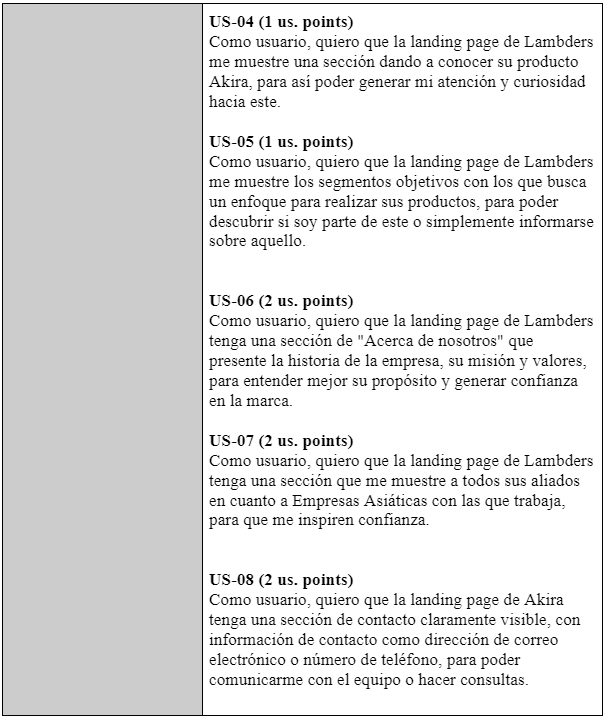 US-04 (1 us. points)
Como usuario, quiero que la landing page de Lambders
me muestre una sección dando a conocer su producto
Akira, para así poder generar mi atención y curiosidad
hacia este.
US-05 (1 us. points)
Como usuario, quiero que la landing page de Lambders
me muestre los segmentos objetivos con los que busca
un enfoque para realizar sus productos, para poder
descubrir si soy parte de este o simplemente informarse
sobre aquello.
US-06 (2 us. points)
Como usuario, quiero que la landing page de Lambders
tenga una sección de "Acerca de nosotros" que
presente la historia de la empresa, su misión y valores,
para entender mejor su propósito y generar confianza
en la marca.
US-07 (2 us. points)
Como usuario, quiero que la landing page de Lambders
tenga una sección que me muestre a todos sus aliados
en cuanto a Empresas Asiáticas con las que trabaja,
para que me inspiren confianza.
US-08 (2 us. points)
Como usuario, quiero que la landing page de Akira
tenga una sección de contacto claramente visible, con
información de contacto como dirección de correo
electrónico o número de teléfono, para poder
comunicarme con el equipo o hacer consultas.